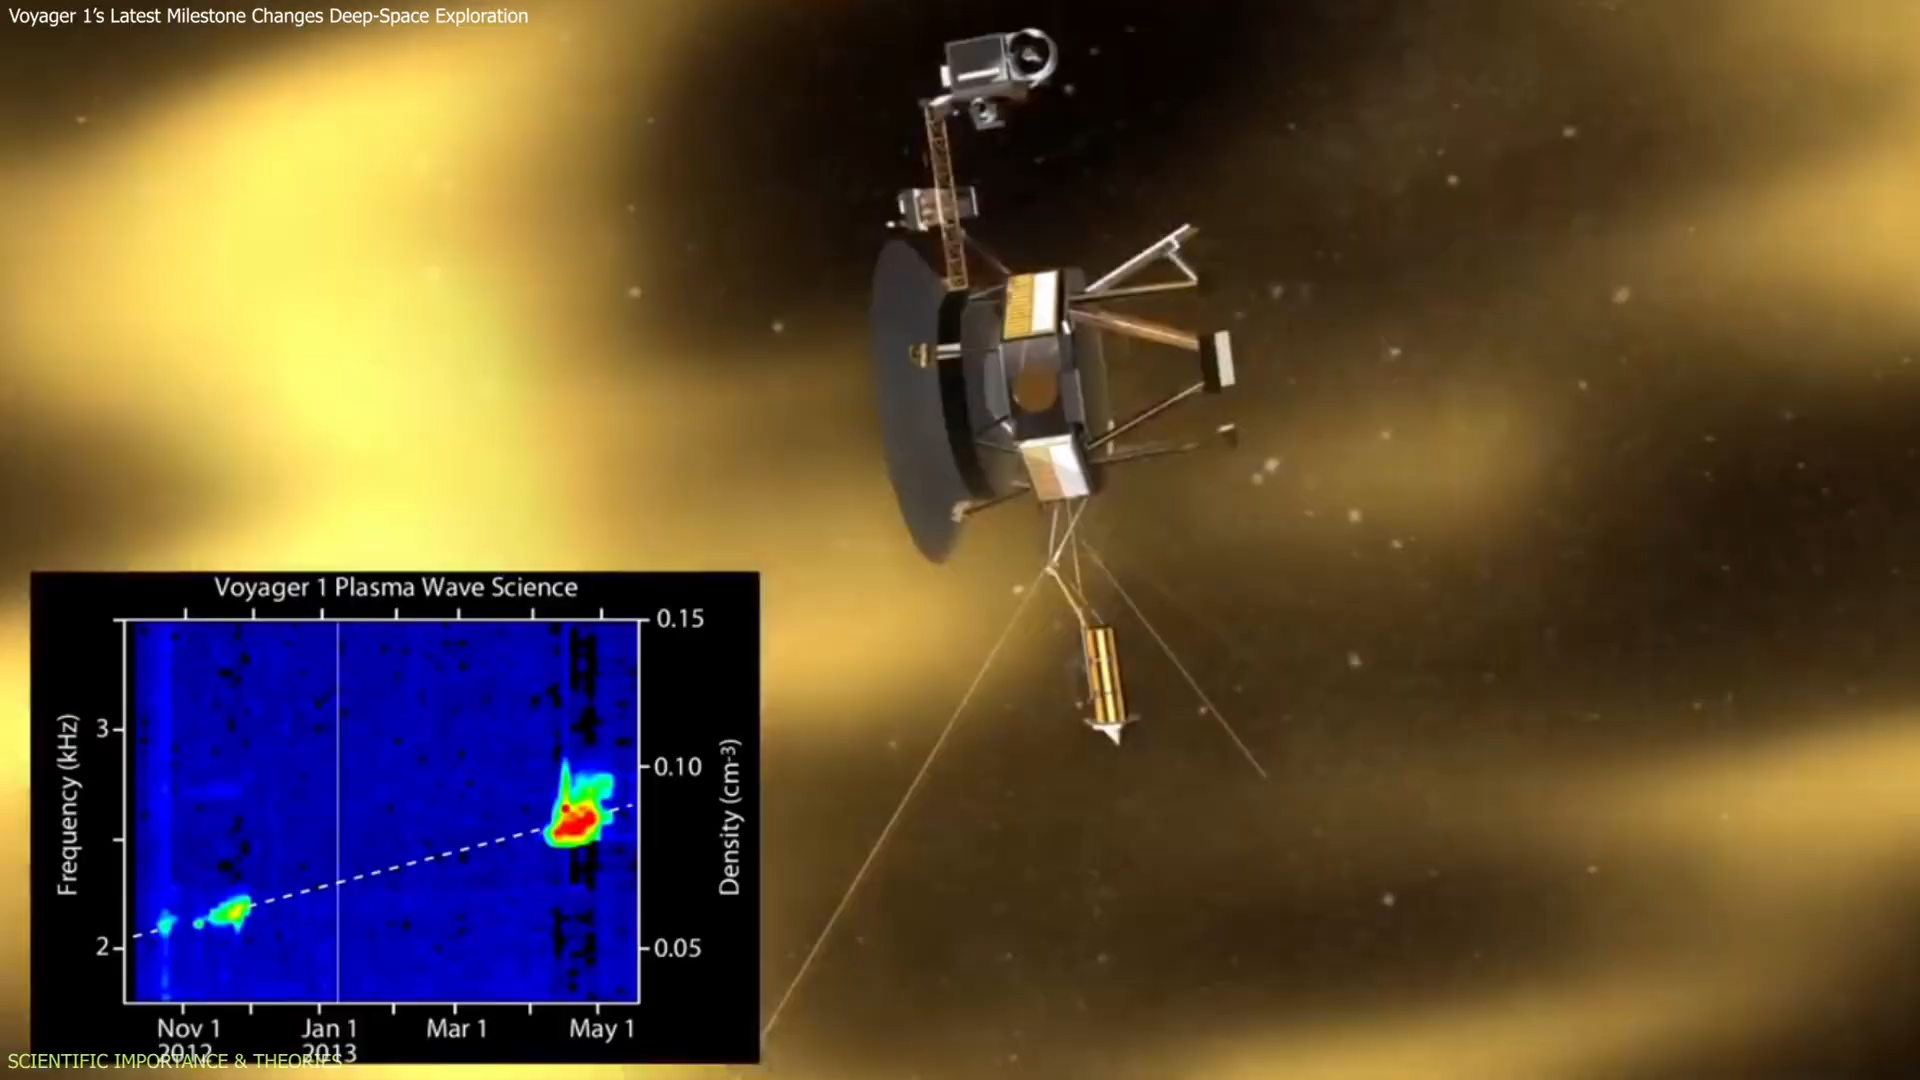 Voyager 1’s Latest Milestone Changes Deep-Space Exploration
Voyager 1 Plasma Wave Science
0.15
3
0.10
2
0.05
Frequency (kHz)
Density (cm-3)
Nov 1 Jan 1 Mar 1 May 1
2012 2013
SCIENTIFIC IMPORTANCE & THEORIES